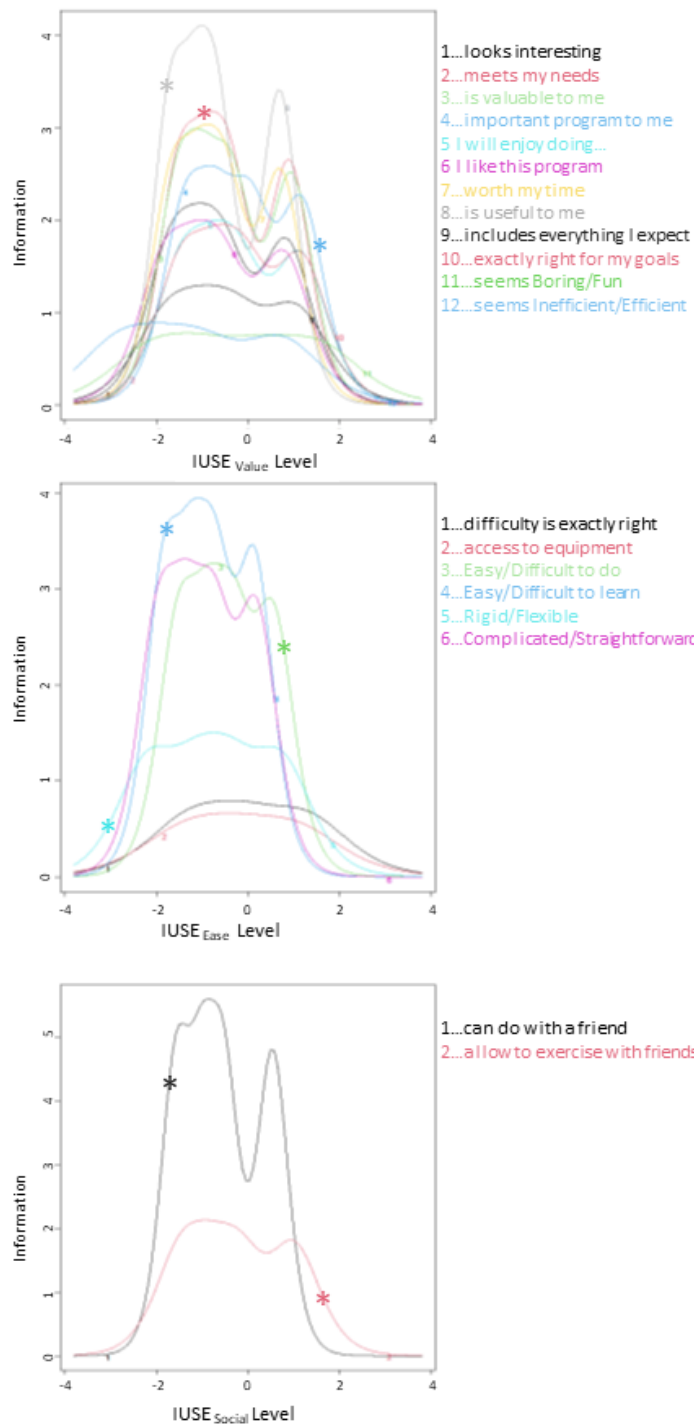 4
3
2
1
0
Information
-4 -2 0 2 4
IUSE Value Level
1...looks interesting
2...meets my needs
3...is valuable to me
4...important program to me
5 I will enjoy doing...
6 I like this program
7...worth my time
8...is useful to me
9...includes everything I expect
10...exactly right for my goals
11...seems Boring/Fun
12...seems Inefficient/Efficient
4
3
2
1
0
Information
-4 -2 0 2 4
IUSE Ease Level
1...difficulty is exactly right
2...access to equipment
3...Easy/Difficult to do
4...Easy/Difficult to learn
5...Rigid/Flexible
6...Complicated/Straightforward
5
4
3
2
1
0
Information
-4 -2 0 2 4
IUSE Social Level
1...can do with a friend
2...allow to exercise with friends